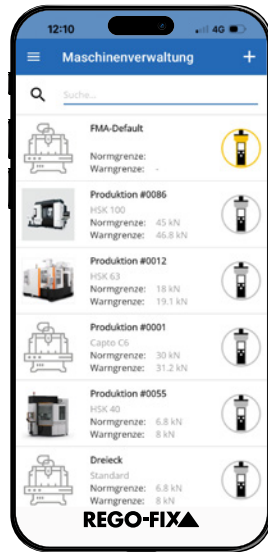 12:10
4G
Maschinenverwaltung
Suche...
FMA-Default
Normgrenze:
Warngrenze: -
Produktion #0086
HSK 100
Normgrenze: 45 kN
Warngrenze: 46.8 kN
Produktion #0012
HSK 63
Normgrenze: 18 kN
Warngrenze: 19.1 kN
Produktion #0001
Capto C6
Normgrenze: 30 kN
Warngrenze: 31.2 kN
Produktion #0055
HSK 40
Normgrenze: 6.8 kN
Warngrenze: 8 kN
Dreieck
Standard
Normgrenze: 6.8 kN
Warngrenze: 8 kN
REGO-FIX